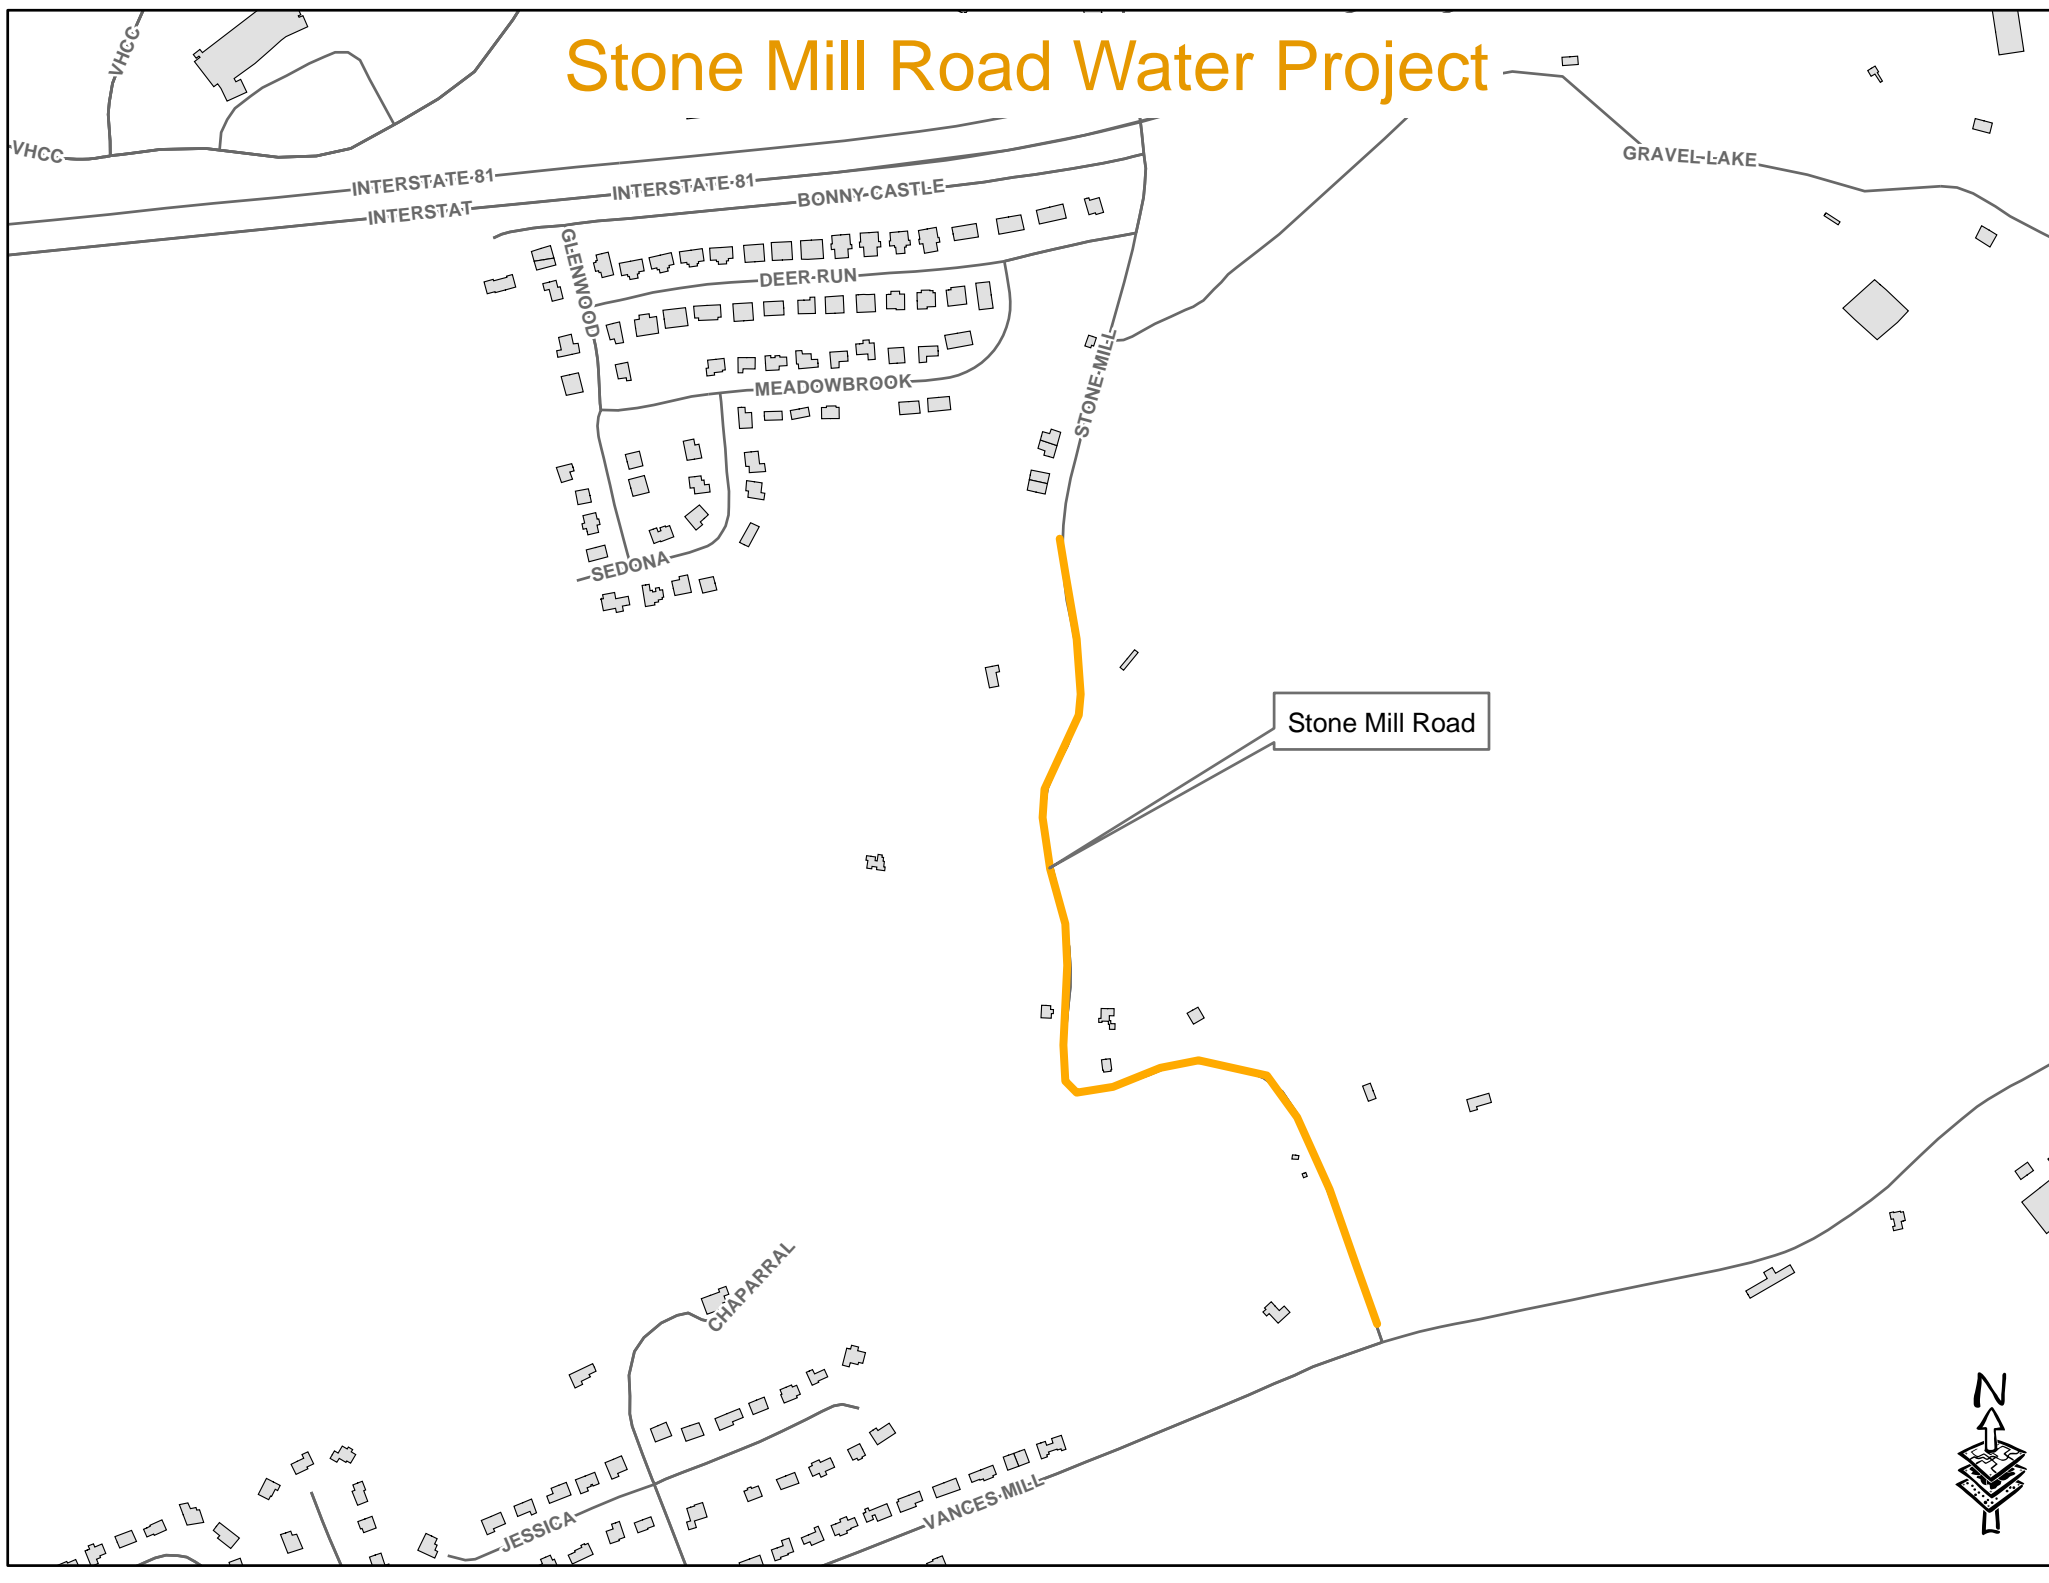 Stone Mill Road Water Project
VHCC
VHCC
GRAVEL LAKE
INTERSTATE 81
INTERSTATE 81
BONNY CASTLE
INTERSTAT
GLENWOOD
DEER RUN
STONE MILL
MEADOWBROOK
SEDONA
Stone Mill Road
CHAPARRAL
JESSICA
VANCES MILL
N